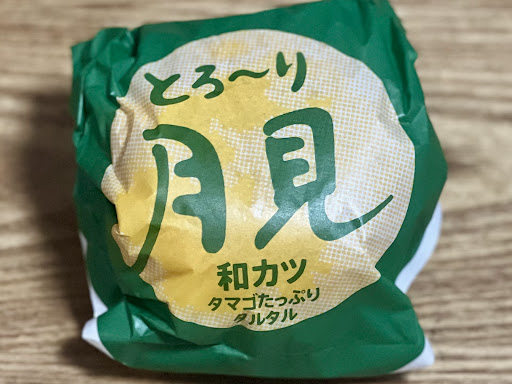 とろ〜り
月見
和カツ
タマゴたっぷり
タルタル